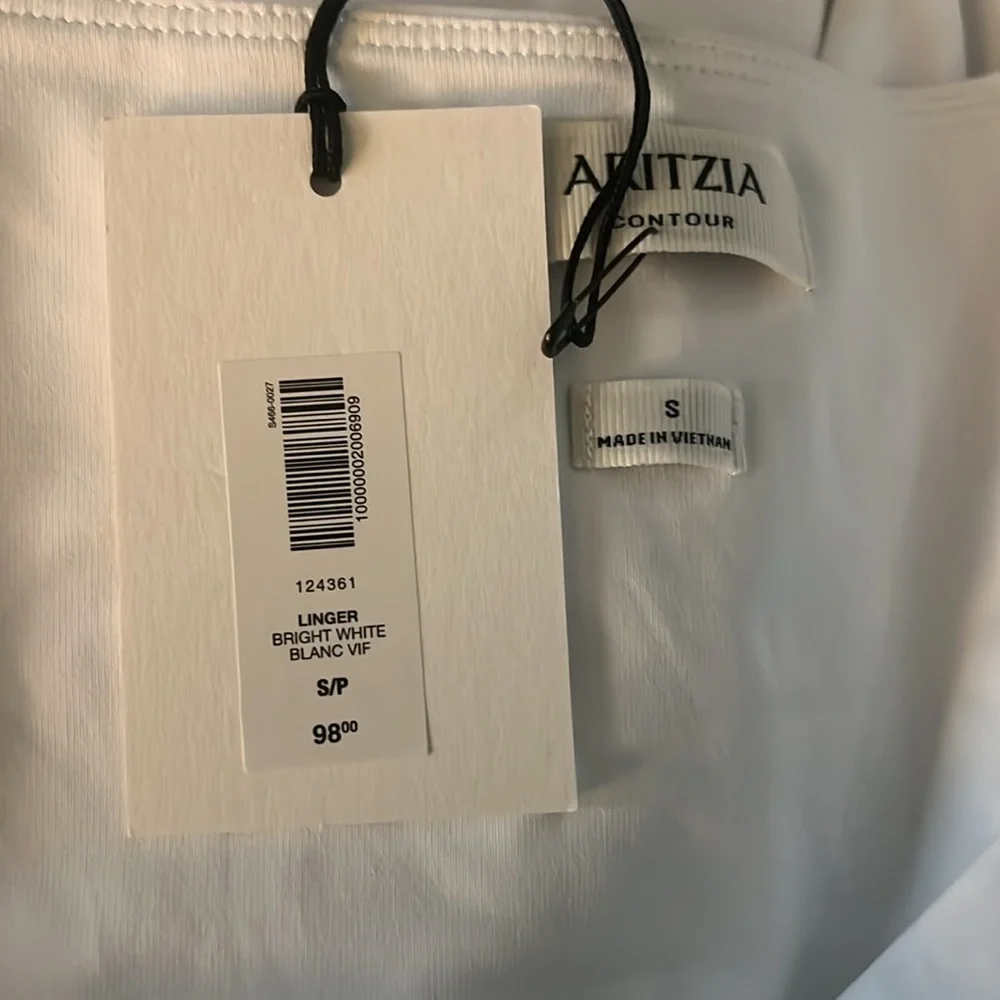 ARITZIA
CONTOUR
S
MADE IN VIETNAM
S466-0027
10000002006909
124361
LINGER
BRIGHT WHITE
BLANC VIF
S/P
98⁰⁰